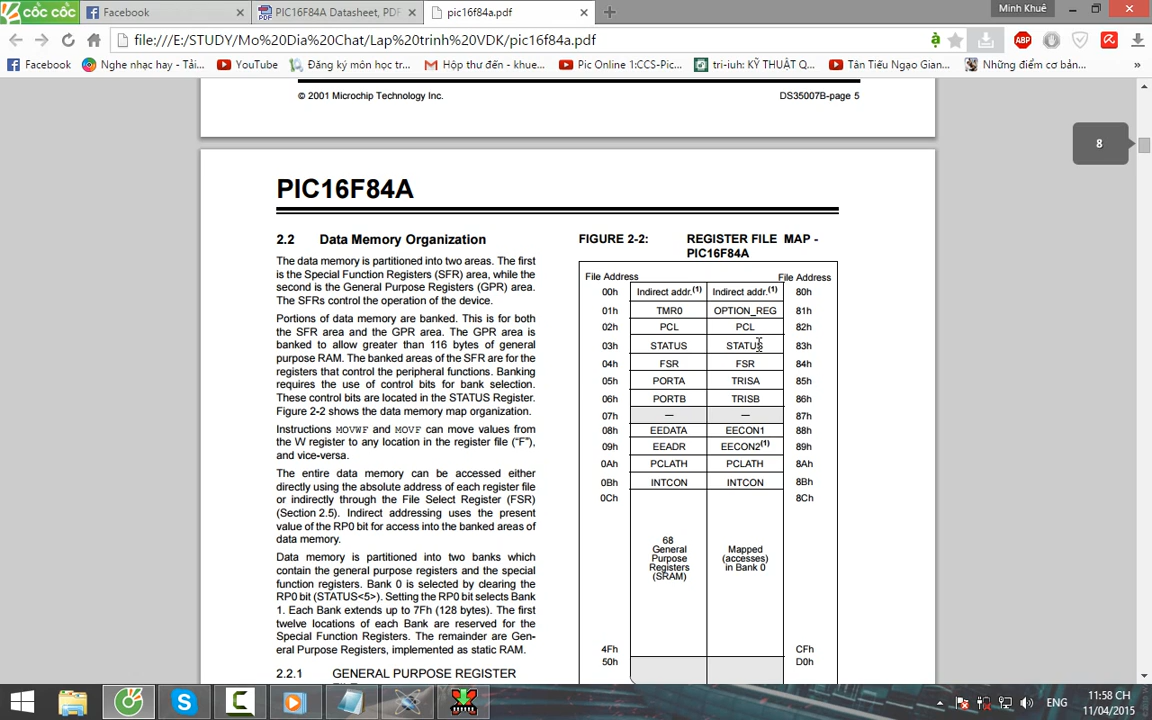 cốc cốc
Facebook
PIC16F84A Datasheet, PDF
pic16f84a.pdf
Minh Khuê
file:///E:/STUDY/Mo%20Dia%20Chat/Lap%20trinh%20VDK/pic16f84a.pdf
ABP
Facebook
Nghe nhạc hay - Tải...
YouTube
Đăng ký môn học tr...
Hộp thư đến - khue...
Pic Online 1:CCS-Pic...
tri-iuh: KỸ THUẬT Q...
Tân Tiếu Ngạo Gian...
Những điểm cơ bản...
»
© 2001 Microchip Technology Inc.
DS35007B-page 5
8
PIC16F84A
2.2 Data Memory Organization
The data memory is partitioned into two areas. The first
is the Special Function Registers (SFR) area, while the
second is the General Purpose Registers (GPR) area.
The SFRs control the operation of the device.
Portions of data memory are banked. This is for both
the SFR area and the GPR area. The GPR area is
banked to allow greater than 116 bytes of general
purpose RAM. The banked areas of the SFR are for the
registers that control the peripheral functions. Banking
requires the use of control bits for bank selection.
These control bits are located in the STATUS Register.
Figure 2-2 shows the data memory map organization.
Instructions MOVWF and MOVF can move values from
the W register to any location in the register file (“F”),
and vice-versa.
The entire data memory can be accessed either
directly using the absolute address of each register file
or indirectly through the File Select Register (FSR)
(Section 2.5). Indirect addressing uses the present
value of the RP0 bit for access into the banked areas of
data memory.
Data memory is partitioned into two banks which
contain the general purpose registers and the special
function registers. Bank 0 is selected by clearing the
RP0 bit (STATUS<5>). Setting the RP0 bit selects Bank
1. Each Bank extends up to 7Fh (128 bytes). The first
twelve locations of each Bank are reserved for the
Special Function Registers. The remainder are Gen-
eral Purpose Registers, implemented as static RAM.
2.2.1 GENERAL PURPOSE REGISTER
FIGURE 2-2: REGISTER FILE MAP -
PIC16F84A
File Address File Address
00h Indirect addr.(1) Indirect addr.(1) 80h
01h TMR0 OPTION_REG 81h
02h PCL PCL 82h
03h STATUS STATUS 83h
04h FSR FSR 84h
05h PORTA TRISA 85h
06h PORTB TRISB 86h
07h — — 87h
08h EEDATA EECON1 88h
09h EEADR EECON2(1) 89h
0Ah PCLATH PCLATH 8Ah
0Bh INTCON INTCON 8Bh
0Ch 8Ch
68
General
Purpose
Registers
(SRAM)
Mapped
(accesses)
in Bank 0
4Fh CFh
50h D0h
ENG
11:58 CH
11/04/2015